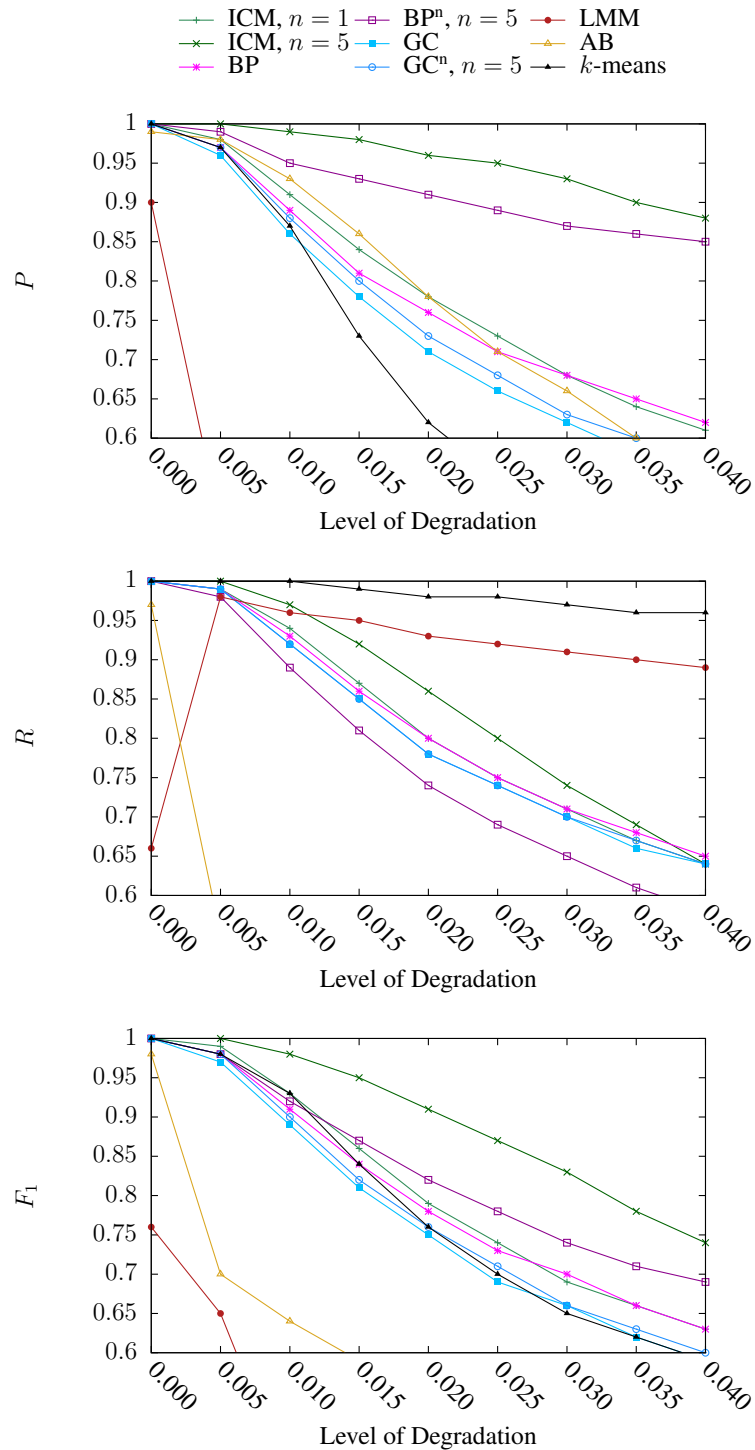 ICM, n = 1 BPⁿ, n = 5 LMM
ICM, n = 5 GC AB
BP GCⁿ, n = 5 k-means
1
0.95
0.9
0.85
0.8
0.75
0.7
0.65
0.6
P
0.000 0.005 0.010 0.015 0.020 0.025 0.030 0.035 0.040
Level of Degradation
1
0.95
0.9
0.85
0.8
0.75
0.7
0.65
0.6
R
0.000 0.005 0.010 0.015 0.020 0.025 0.030 0.035 0.040
Level of Degradation
1
0.95
0.9
0.85
0.8
0.75
0.7
0.65
0.6
F₁
0.000 0.005 0.010 0.015 0.020 0.025 0.030 0.035 0.040
Level of Degradation